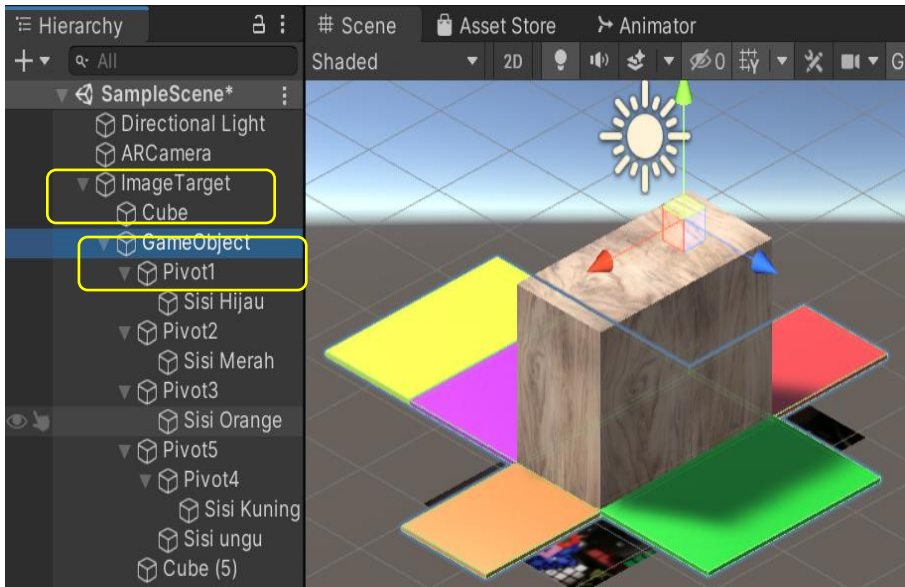 Hierarchy
Scene
Asset Store
Animator
All
Shaded
2D
0
G
SampleScene*
Directional Light
ARCamera
ImageTarget
Cube
GameObject
Pivot1
Sisi Hijau
Pivot2
Sisi Merah
Pivot3
Sisi Orange
Pivot5
Pivot4
Sisi Kuning
Sisi ungu
Cube (5)